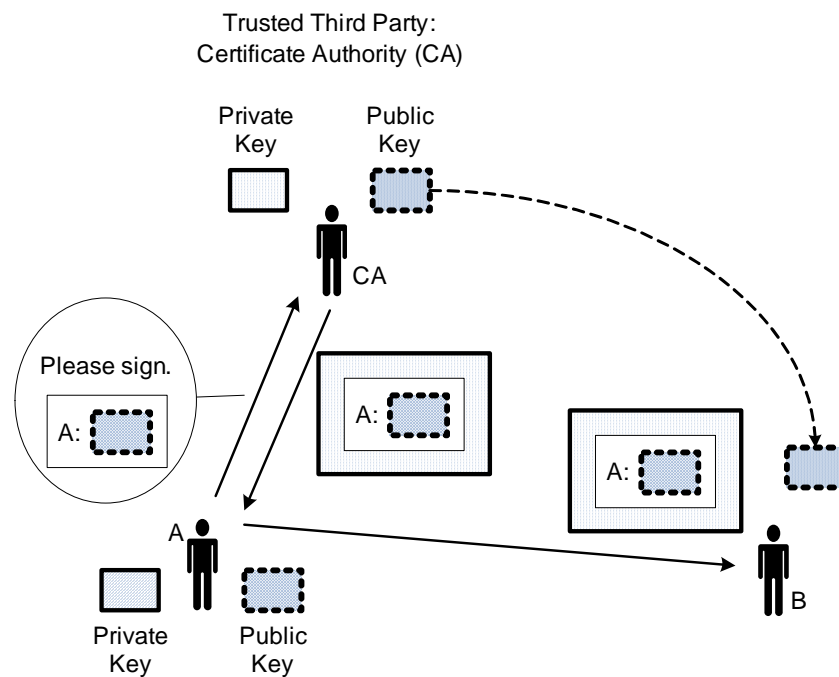 Trusted Third Party:
Certificate Authority (CA)
Private
Key
Public
Key
CA
Please sign.
A:
A:
A:
A
B
Private
Key
Public
Key